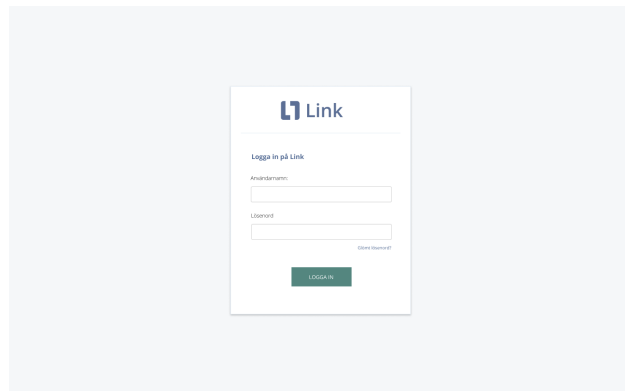 Link
Logga in på Link
Användarnamn:
Lösenord
Glömt lösenord?
LOGGA IN